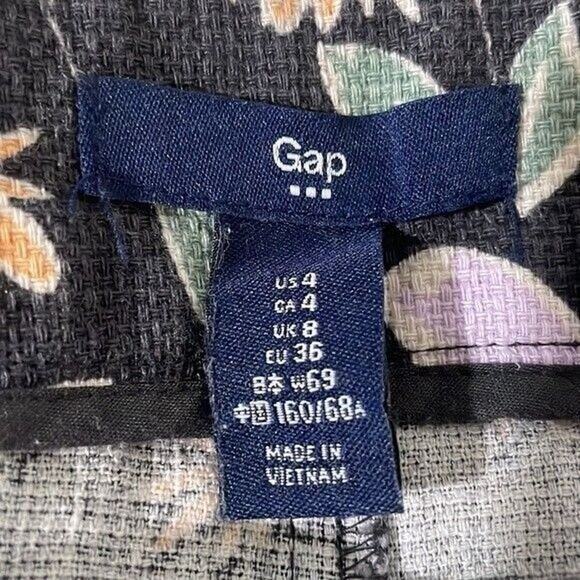 Gap
US 4
CA 4
UK 8
EU 36
日本 W69
中国 160/68A
MADE IN
VIETNAM